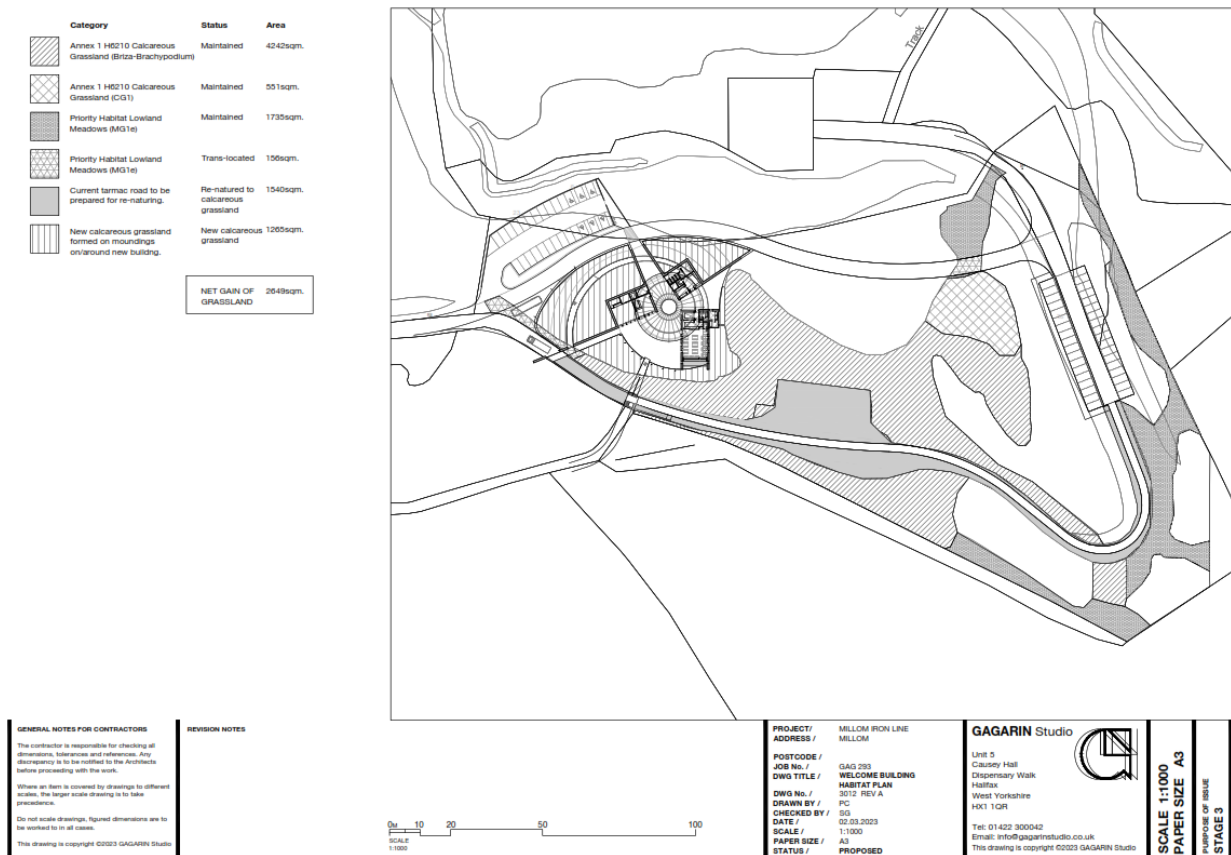 Category Status Area
Annex 1 H6210 Calcareous Maintained 4242sqm.
Grassland (Briza-Brachypodium)
Annex 1 H6210 Calcareous Maintained 551sqm.
Grassland (CG1)
Priority Habitat Lowland Maintained 1735sqm.
Meadows (MG1e)
Priority Habitat Lowland Trans-located 156sqm.
Meadows (MG1e)
Current tarmac road to be Re-natured to 1540sqm.
prepared for re-naturing. calcareous
grassland
New calcareous grassland New calcareous 1265sqm.
formed on moundings grassland
on/around new buildng.
NET GAIN OF 2649sqm.
GRASSLAND
Track
GENERAL NOTES FOR CONTRACTORS
The contractor is responsible for checking all
dimensions, tolerances and references. Any
discrepancy is to be notified to the Architects
before proceeding with the work.
Where an item is covered by drawings to different
scales, the larger scale drawing is to take
precedence.
Do not scale drawings, figured dimensions are to
be worked to in all cases.
This drawing is copyright ©2023 GAGARIN Studio
REVISION NOTES
0M 10 20 50 100
SCALE
1:1000
PROJECT/ MILLOM IRON LINE
ADDRESS / MILLOM
POSTCODE /
JOB No. / GAG 293
DWG TITLE / WELCOME BUILDING
HABITAT PLAN
DWG No. / 3012 REV A
DRAWN BY / PC
CHECKED BY / SG
DATE / 02.03.2023
SCALE / 1:1000
PAPER SIZE / A3
STATUS / PROPOSED
GAGARIN Studio
Unit 5
Causey Hall
Dispensary Walk
Halifax
West Yorkshire
HX1 1QR
Tel: 01422 300042
Email: info@gagarinstudio.co.uk
This drawing is copyright ©2023 GAGARIN Studio
SCALE 1:1000
PAPER SIZE A3
PURPOSE OF ISSUE
STAGE 3